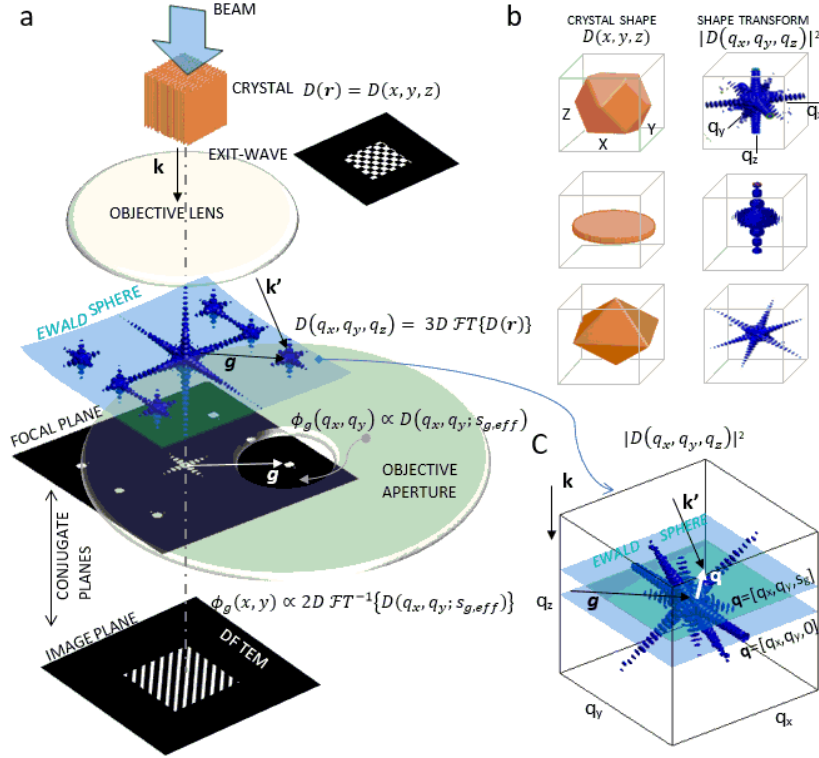 a
BEAM
CRYSTAL D(r) = D(x, y, z)
EXIT-WAVE
k
OBJECTIVE LENS
EWALD SPHERE
k'
D(qx, qy, qz) = 3D FT{D(r)}
g
FOCAL PLANE
ϕg(qx, qy) ∝ D(qx, qy; sg,eff)
g
OBJECTIVE
APERTURE
CONJUGATE
PLANES
ϕg(x, y) ∝ 2D FT⁻¹{D(qx, qy; sg,eff)}
IMAGE PLANE
DF TEM
b
CRYSTAL SHAPE
D(x, y, z)
SHAPE TRANSFORM
|D(qx, qy, qz)|²
Z
X
Y
qy
qz
C
|D(qx, qy, qz)|²
k
k'
EWALD SPHERE
q
g
q=[qx,qy,sg]
q=[qx,qy,0]
qz
qy
qx